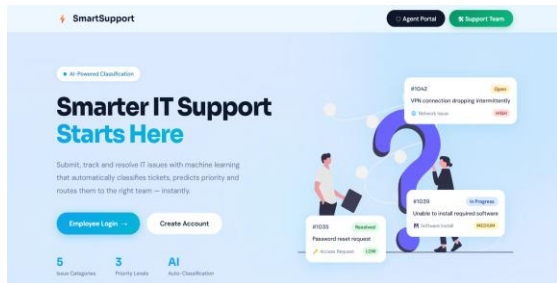 SmartSupport
Agent Portal
Support Team
AI-Powered Classification
Smarter IT Support
Starts Here
Submit, track and resolve IT issues with machine learning
that automatically classifies tickets, predicts priority and
routes them to the right team — instantly.
Employee Login →
Create Account
5
Issue Categories
3
Priority Levels
AI
Auto-Classification
#1042
Open
VPN connection dropping intermittently
Network Issue
HIGH
#1039
In Progress
Unable to install required software
Software Install
MEDIUM
#1035
Resolved
Password reset request
Access Request
LOW